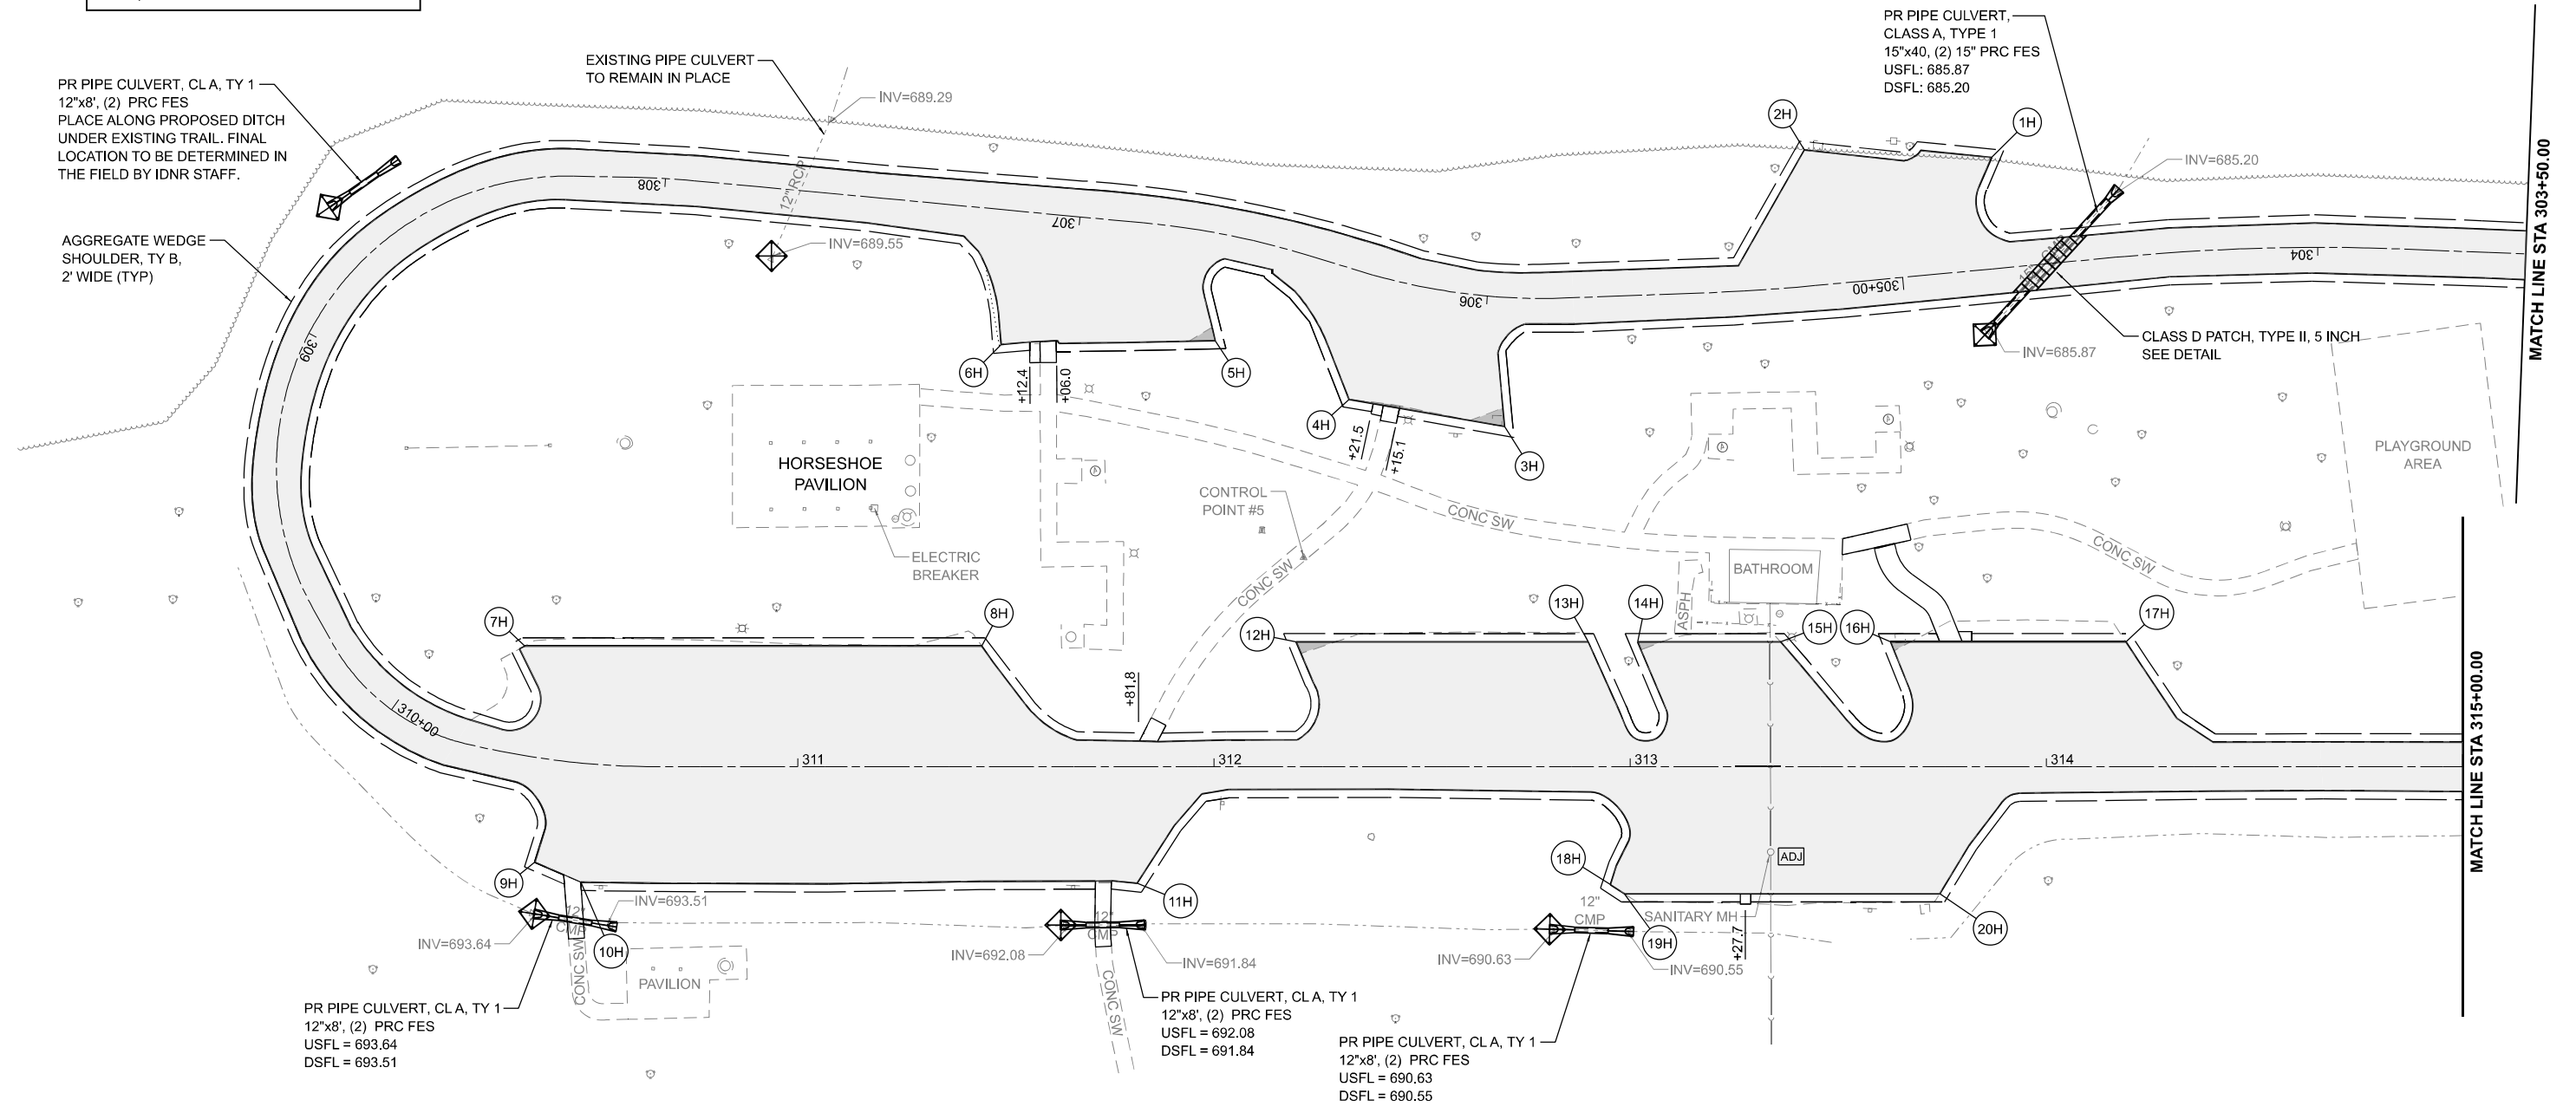 PR PIPE CULVERT,
CLASS A, TYPE 1
15"x40, (2) 15" PRC FES
USFL: 685.87
DSFL: 685.20
EXISTING PIPE CULVERT
TO REMAIN IN PLACE
INV=689.29
PR PIPE CULVERT, CL A, TY 1
12"x8', (2) PRC FES
PLACE ALONG PROPOSED DITCH
UNDER EXISTING TRAIL. FINAL
LOCATION TO BE DETERMINED IN
THE FIELD BY IDNR STAFF.
2H
1H
INV=685.20
MATCH LINE STA 303+50.00
308
12" RCP
307
AGGREGATE WEDGE
SHOULDER, TY B,
2' WIDE (TYP)
INV=689.55
304
305+00
306
309
CLASS D PATCH, TYPE II, 5 INCH
SEE DETAIL
INV=685.87
6H
5H
+12.4
+06.0
4H
+21.5
+15.1
3H
PLAYGROUND
AREA
HORSESHOE
PAVILION
CONTROL
POINT #5
CONC SW
ELECTRIC
BREAKER
CONC SW
BATHROOM
CONC SW
ASPH
7H
8H
12H
13H
14H
15H
16H
17H
+81.8
310+00
311
312
313
314
MATCH LINE STA 315+00.00
ADJ
9H
10H
11H
18H
19H
20H
12"
CMP
INV=693.51
INV=693.64
CONC SW
PAVILION
12"
CMP
INV=692.08
INV=691.84
CONC SW
12"
CMP
SANITARY MH
INV=690.63
INV=690.55
+27.7
PR PIPE CULVERT, CL A, TY 1
12"x8', (2) PRC FES
USFL = 693.64
DSFL = 693.51
PR PIPE CULVERT, CL A, TY 1
12"x8', (2) PRC FES
USFL = 692.08
DSFL = 691.84
PR PIPE CULVERT, CL A, TY 1
12"x8', (2) PRC FES
USFL = 690.63
DSFL = 690.55